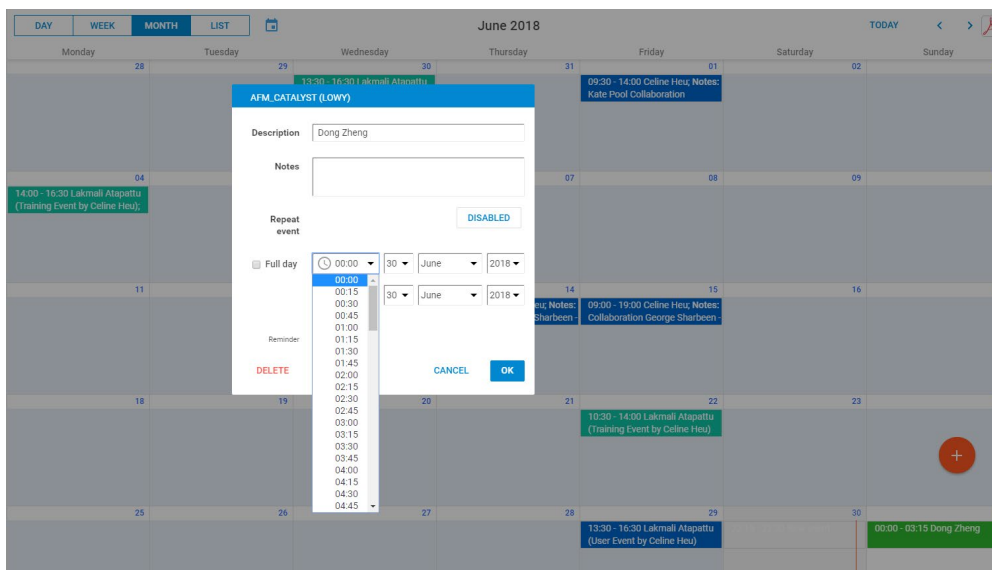 DAY WEEK MONTH LIST June 2018 TODAY
Monday Tuesday Wednesday Thursday Friday Saturday Sunday
28 29 30 31 01 02
13:30 - 16:30 Lakmali Atapattu
09:30 - 14:00 Celine Heu; Notes:
Kate Pool Collaboration
04 07 08 09
14:00 - 16:30 Lakmali Atapattu
(Training Event by Celine Heu);
11 14 15 16
eu; Notes:
Sharbeen -
09:00 - 19:00 Celine Heu; Notes:
Collaboration George Sharbeen -
18 19 20 21 22 23
10:30 - 14:00 Lakmali Atapattu
(Training Event by Celine Heu)
+
25 26 27 28 29 30
13:30 - 16:30 Lakmali Atapattu
(User Event by Celine Heu)
00:00 - 03:15 Dong Zheng
AFM_CATALYST (LOWY)
Description Dong Zheng
Notes
Repeat
event
DISABLED
Full day 00:00 30 June 2018
30 June 2018
00:00
00:15
00:30
00:45
01:00
01:15
01:30
01:45
02:00
02:15
02:30
02:45
03:00
03:15
03:30
03:45
04:00
04:15
04:30
04:45
Reminder
DELETE CANCEL OK